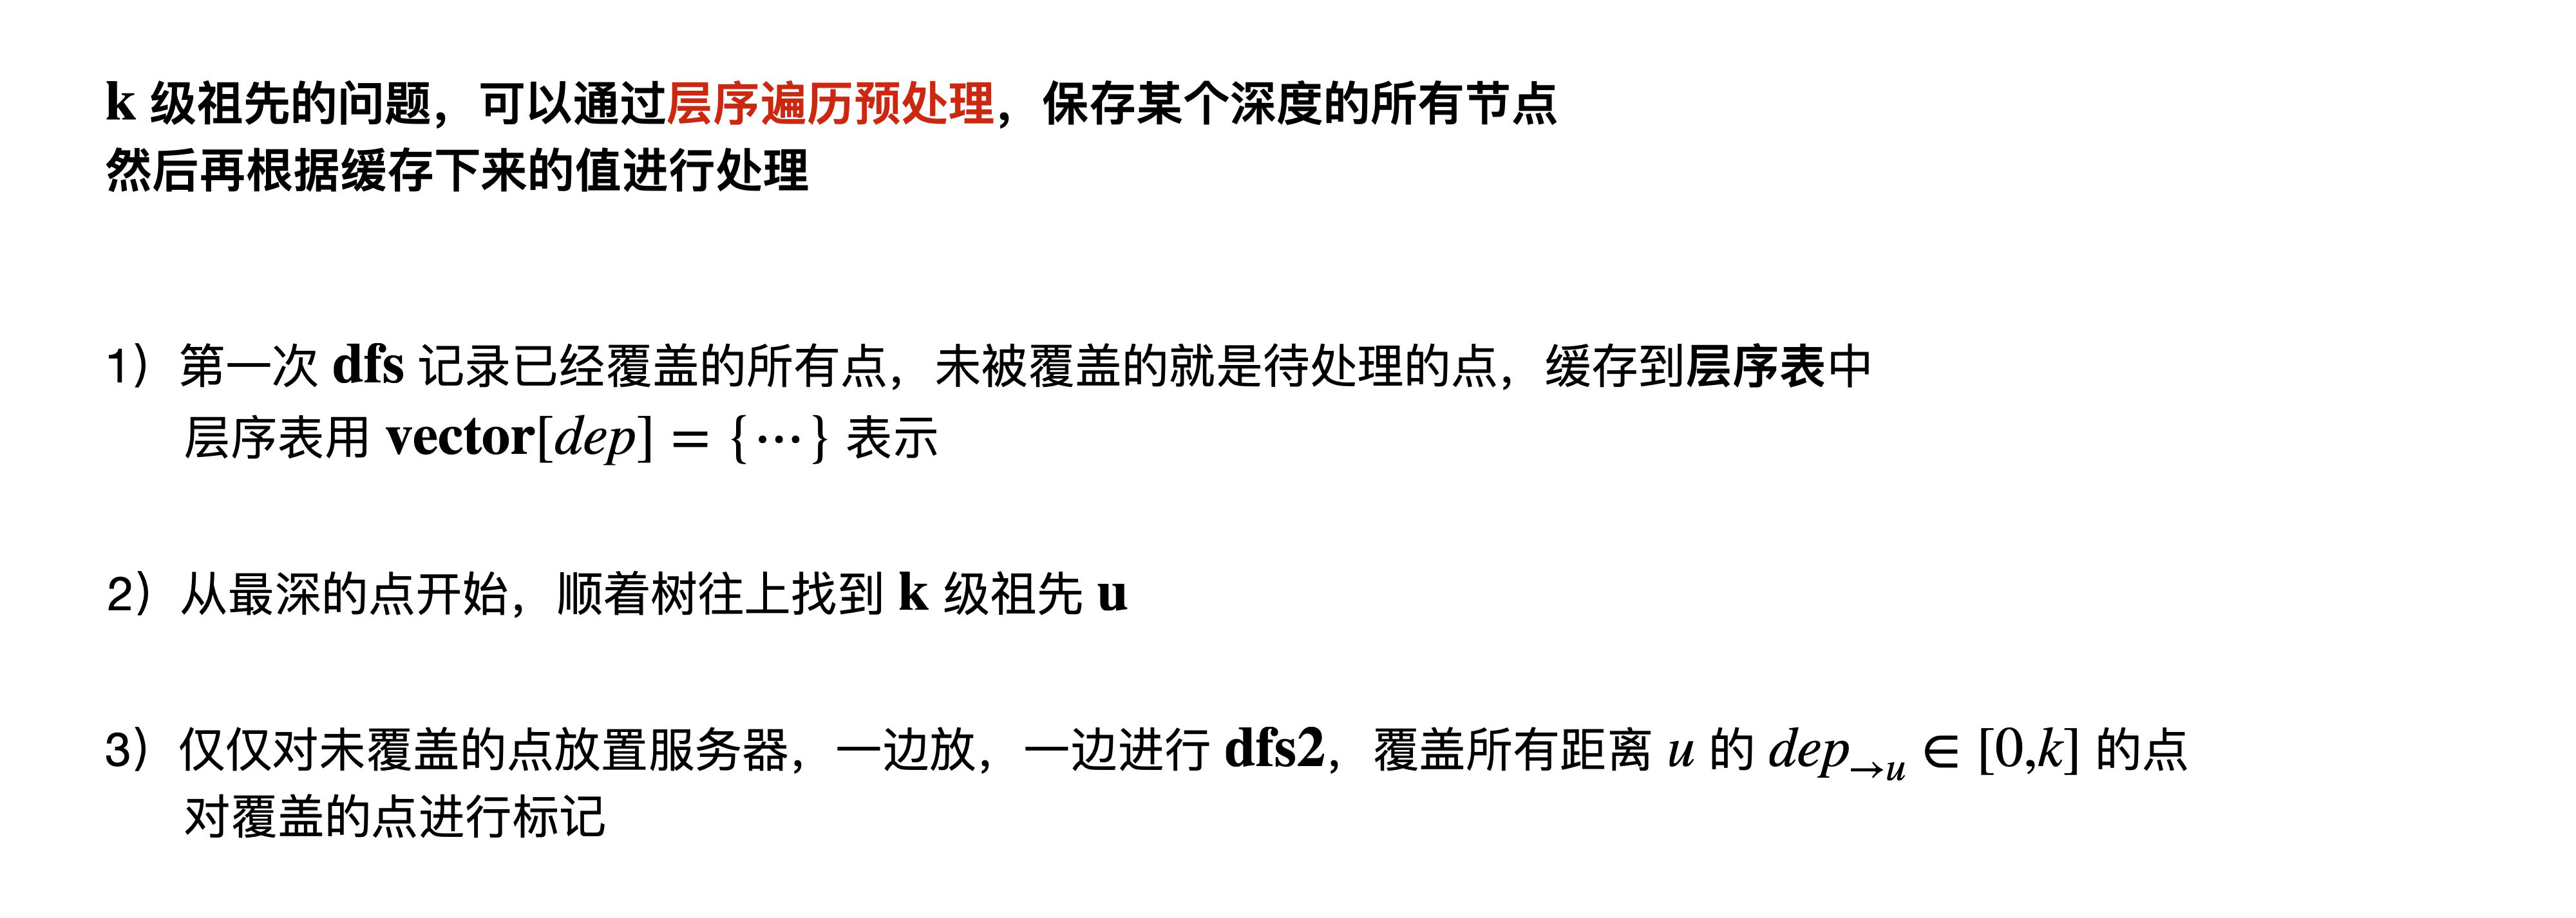 k 级祖先的问题，可以通过层序遍历预处理，保存某个深度的所有节点
然后再根据缓存下来的值进行处理
1）第一次 dfs 记录已经覆盖的所有点，未被覆盖的就是待处理的点，缓存到层序表中
层序表用 vector[dep] = {⋯} 表示
2）从最深的点开始，顺着树往上找到 k 级祖先 u
3）仅仅对未覆盖的点放置服务器，一边放，一边进行 dfs2，覆盖所有距离 u 的 dep→u ∈ [0,k] 的点
对覆盖的点进行标记